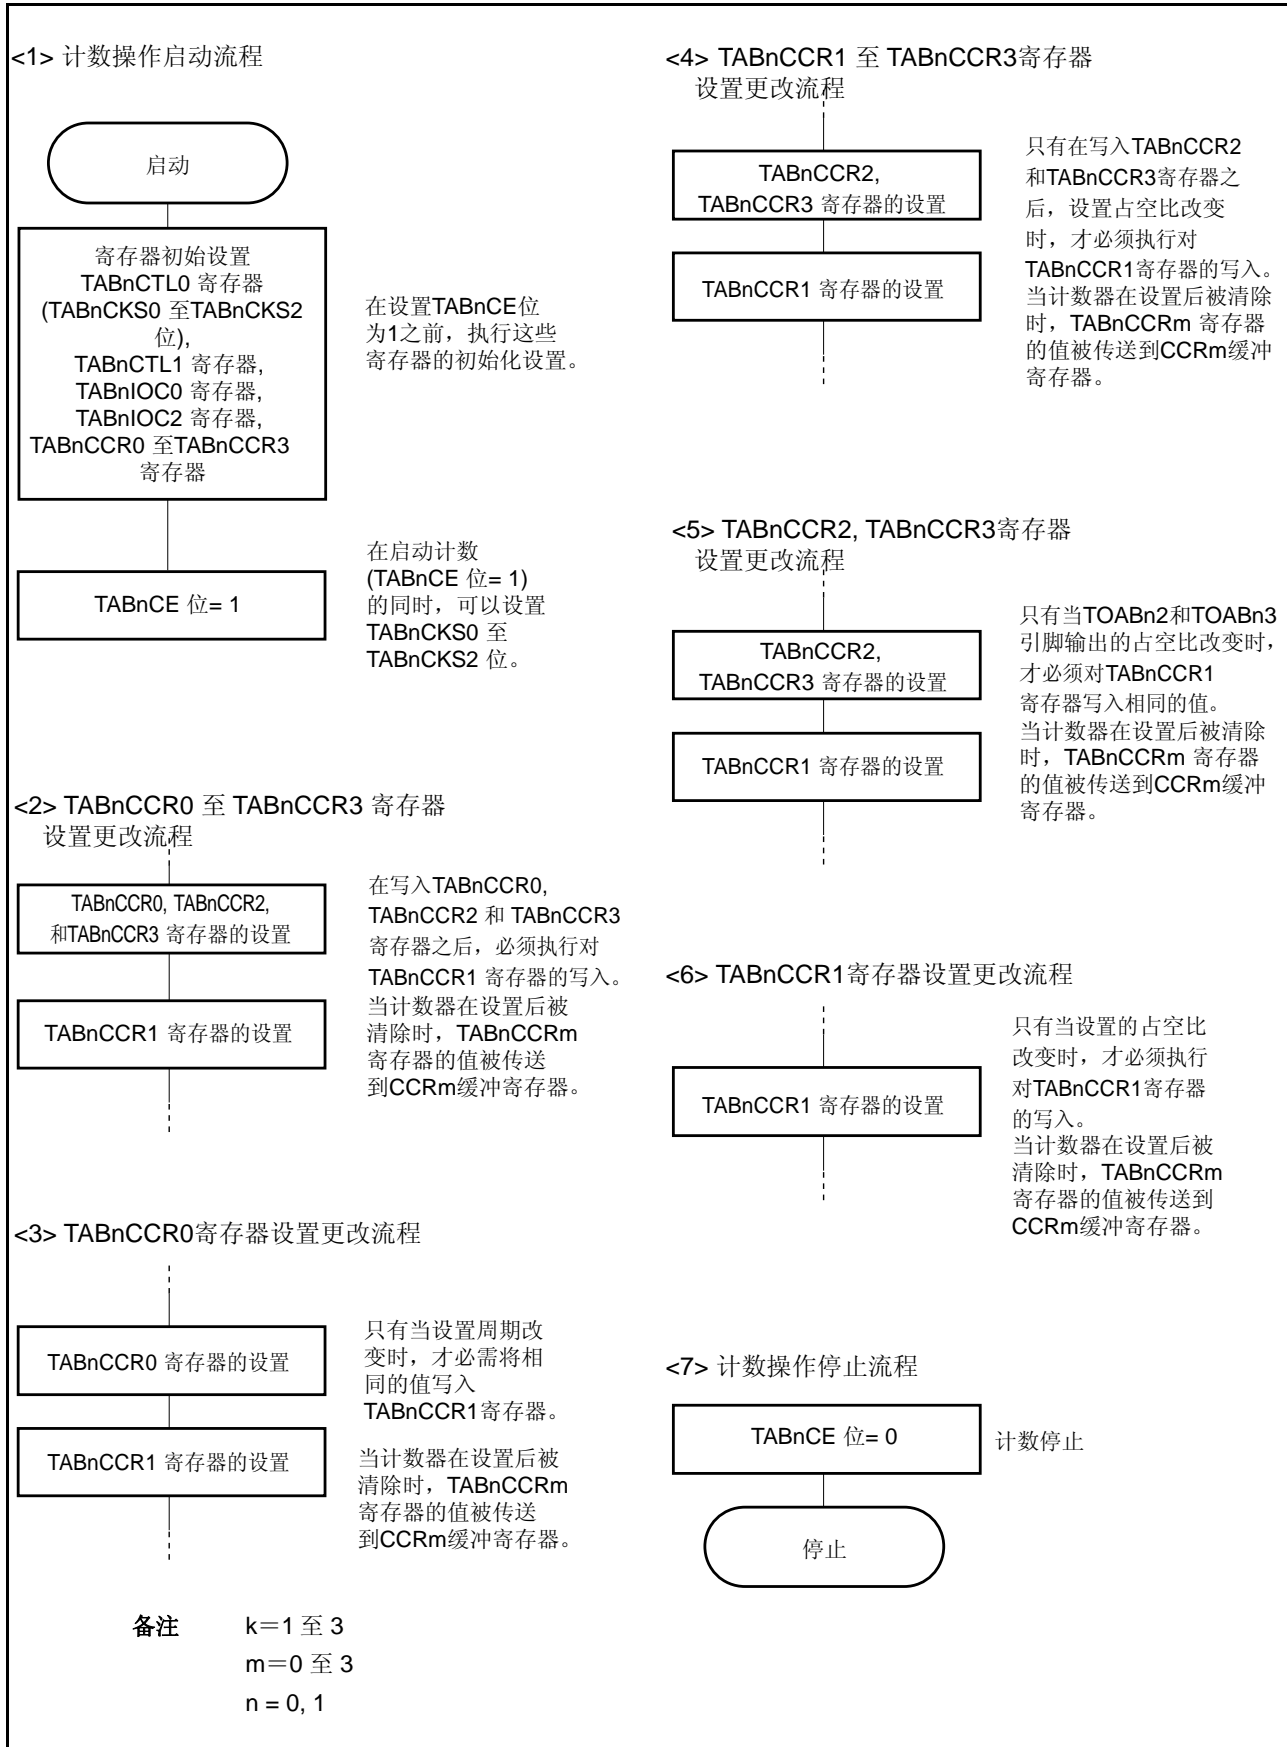 <1> 计数操作启动流程
启动
寄存器初始设置
TABnCTL0 寄存器
(TABnCKS0 至TABnCKS2
位),
TABnCTL1 寄存器,
TABnIOC0 寄存器,
TABnIOC2 寄存器,
TABnCCR0 至TABnCCR3
寄存器
在设置TABnCE位
为1之前，执行这些
寄存器的初始化设置。
TABnCE 位= 1
在启动计数
(TABnCE 位= 1)
的同时，可以设置
TABnCKS0 至
TABnCKS2 位。
<2> TABnCCR0 至 TABnCCR3 寄存器
设置更改流程
TABnCCR0, TABnCCR2,
和TABnCCR3 寄存器的设置
TABnCCR1 寄存器的设置
在写入TABnCCR0,
TABnCCR2 和 TABnCCR3
寄存器之后，必须执行对
TABnCCR1 寄存器的写入。
当计数器在设置后被
清除时，TABnCCRm
寄存器的值被传送
到CCRm缓冲寄存器。
<3> TABnCCR0寄存器设置更改流程
TABnCCR0 寄存器的设置
TABnCCR1 寄存器的设置
只有当设置周期改
变时，才必需将相
同的值写入
TABnCCR1寄存器。
当计数器在设置后被
清除时，TABnCCRm
寄存器的值被传送
到CCRm缓冲寄存器。
<4> TABnCCR1 至 TABnCCR3寄存器
设置更改流程
TABnCCR2,
TABnCCR3 寄存器的设置
TABnCCR1 寄存器的设置
只有在写入TABnCCR2
和TABnCCR3寄存器之
后，设置占空比改变
时，才必须执行对
TABnCCR1寄存器的写入。
当计数器在设置后被清除
时，TABnCCRm 寄存器
的值被传送到CCRm缓冲
寄存器。
<5> TABnCCR2, TABnCCR3寄存器
设置更改流程
TABnCCR2,
TABnCCR3 寄存器的设置
TABnCCR1 寄存器的设置
只有当TOABn2和TOABn3
引脚输出的占空比改变时，
才必须对TABnCCR1
寄存器写入相同的值。
当计数器在设置后被清除
时，TABnCCRm 寄存器
的值被传送到CCRm缓冲
寄存器。
<6> TABnCCR1寄存器设置更改流程
TABnCCR1 寄存器的设置
只有当设置的占空比
改变时，才必须执行
对TABnCCR1寄存器
的写入。
当计数器在设置后被
清除时，TABnCCRm
寄存器的值被传送到
CCRm缓冲寄存器。
<7> 计数操作停止流程
TABnCE 位= 0
计数停止
停止
备注 k＝1 至 3
m＝0 至 3
n = 0, 1